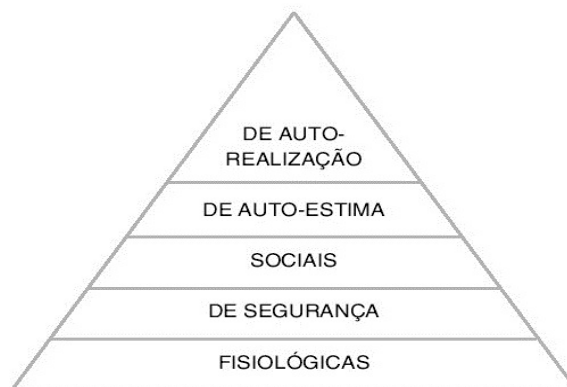 DE AUTO-
REALIZAÇÃO
DE AUTO-ESTIMA
SOCIAIS
DE SEGURANÇA
FISIOLÓGICAS